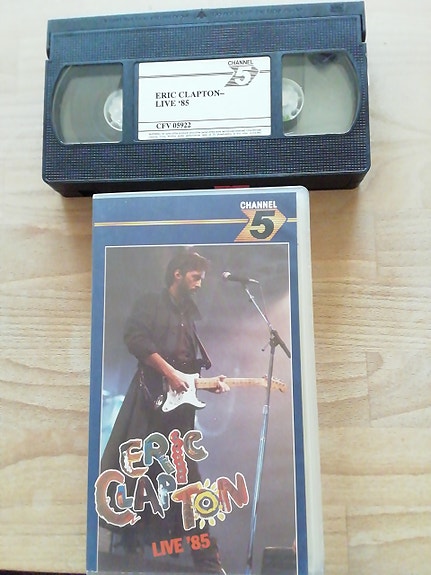 CHANNEL
5
ERIC CLAPTON–
LIVE '85
CFV 05922
CHANNEL
5
ERIC
CLAPTON
LIVE '85